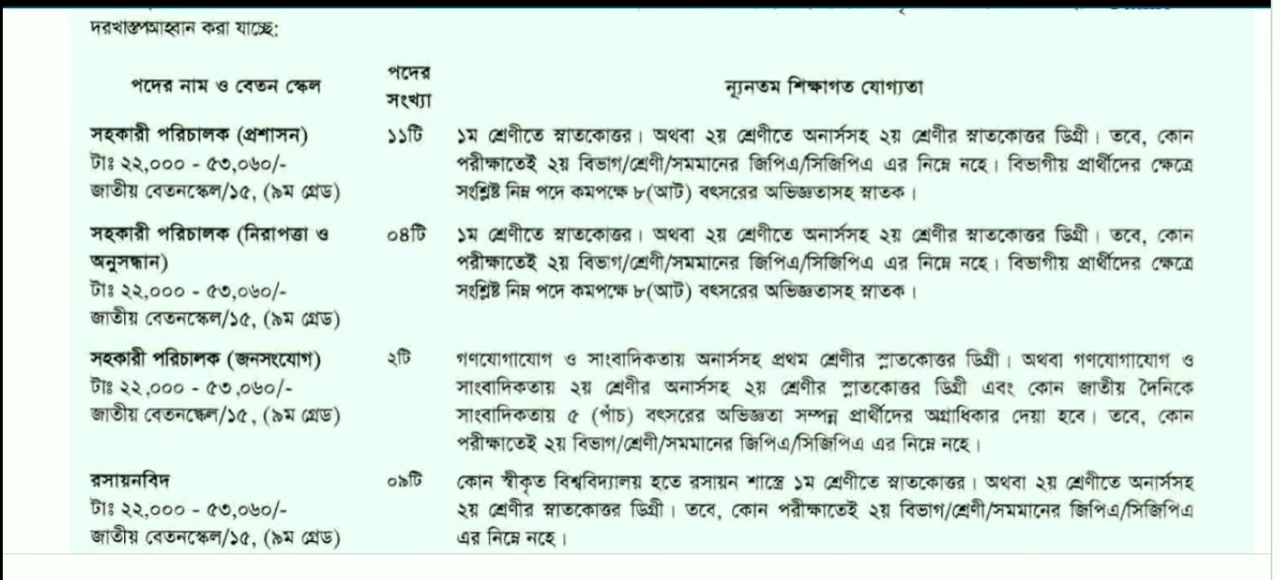 দরখাস্ত আহ্বান করা যাচ্ছে:
পদের নাম ও বেতন স্কেল
পদের
সংখ্যা
ন্যূনতম শিক্ষাগত যোগ্যতা
সহকারী পরিচালক (প্রশাসন)
টাঃ ২২,০০০ - ৫৩,০৬০/-
জাতীয় বেতনস্কেল/১৫, (৯ম গ্রেড)
১১টি
১ম শ্রেণীতে স্নাতকোত্তর। অথবা ২য় শ্রেণীতে অনার্সসহ ২য় শ্রেণীর স্নাতকোত্তর ডিগ্রী। তবে, কোন
পরীক্ষাতেই ২য় বিভাগ/শ্রেণী/সমমানের জিপিএ/সিজিপিএ এর নিম্নে নহে। বিভাগীয় প্রার্থীদের ক্ষেত্রে
সংশ্লিষ্ট নিম্ন পদে কমপক্ষে ৮(আট) বৎসরের অভিজ্ঞতাসহ স্নাতক।
সহকারী পরিচালক (নিরাপত্তা ও
অনুসন্ধান)
টাঃ ২২,০০০ - ৫৩,০৬০/-
জাতীয় বেতনস্কেল/১৫, (৯ম গ্রেড)
০৪টি
১ম শ্রেণীতে স্নাতকোত্তর। অথবা ২য় শ্রেণীতে অনার্সসহ ২য় শ্রেণীর স্নাতকোত্তর ডিগ্রী। তবে, কোন
পরীক্ষাতেই ২য় বিভাগ/শ্রেণী/সমমানের জিপিএ/সিজিপিএ এর নিম্নে নহে। বিভাগীয় প্রার্থীদের ক্ষেত্রে
সংশ্লিষ্ট নিম্ন পদে কমপক্ষে ৮(আট) বৎসরের অভিজ্ঞতাসহ স্নাতক।
সহকারী পরিচালক (জনসংযোগ)
টাঃ ২২,০০০ - ৫৩,০৬০/-
জাতীয় বেতনস্কেল/১৫, (৯ম গ্রেড)
২টি
গণযোগাযোগ ও সাংবাদিকতায় অনার্সসহ প্রথম শ্রেণীর স্নাতকোত্তর ডিগ্রী। অথবা গণযোগাযোগ ও
সাংবাদিকতায় ২য় শ্রেণীর অনার্সসহ ২য় শ্রেণীর স্নাতকোত্তর ডিগ্রী এবং কোন জাতীয় দৈনিকে
সাংবাদিকতায় ৫ (পাঁচ) বৎসরের অভিজ্ঞতা সম্পন্ন প্রার্থীদের অগ্রাধিকার দেয়া হবে। তবে, কোন
পরীক্ষাতেই ২য় বিভাগ/শ্রেণী/সমমানের জিপিএ/সিজিপিএ এর নিম্নে নহে।
রসায়নবিদ
টাঃ ২২,০০০ - ৫৩,০৬০/-
জাতীয় বেতনস্কেল/১৫, (৯ম গ্রেড)
০৯টি
কোন স্বীকৃত বিশ্ববিদ্যালয় হতে রসায়ন শাস্ত্রে ১ম শ্রেণীতে স্নাতকোত্তর। অথবা ২য় শ্রেণীতে অনার্সসহ
২য় শ্রেণীর স্নাতকোত্তর ডিগ্রী। তবে, কোন পরীক্ষাতেই ২য় বিভাগ/শ্রেণী/সমমানের জিপিএ/সিজিপিএ
এর নিম্নে নহে।